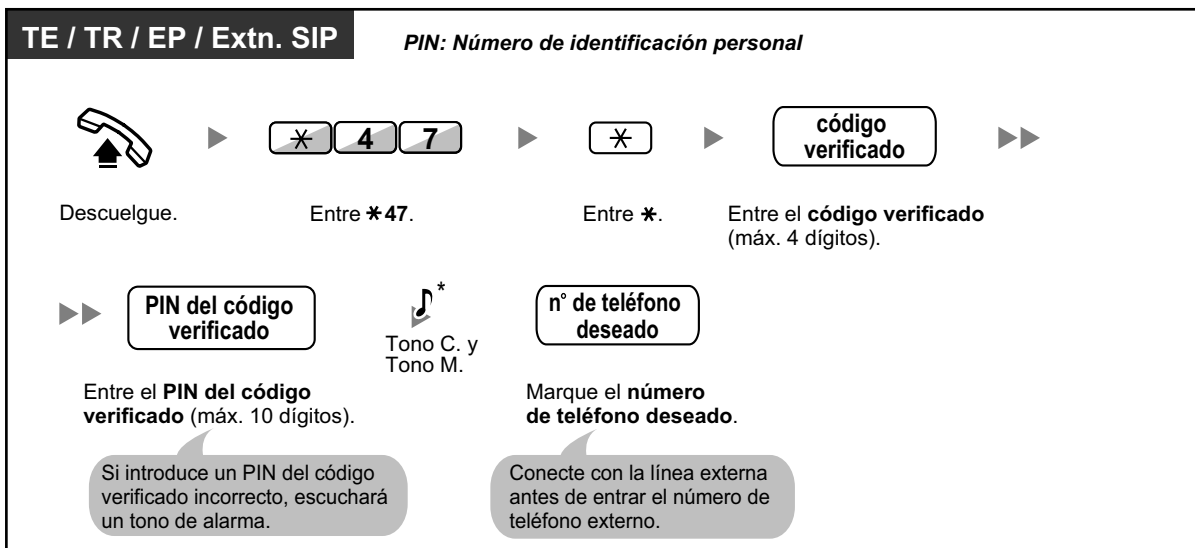 TE / TR / EP / Extn. SIP
PIN: Número de identificación personal
* 4 7
*
código
verificado
Descuelgue.
Entre *47.
Entre *.
Entre el código verificado
(máx. 4 dígitos).
PIN del código
verificado
*
Tono C. y
Tono M.
n° de teléfono
deseado
Entre el PIN del código
verificado (máx. 10 dígitos).
Marque el número
de teléfono deseado.
Si introduce un PIN del código
verificado incorrecto, escuchará
un tono de alarma.
Conecte con la línea externa
antes de entrar el número de
teléfono externo.